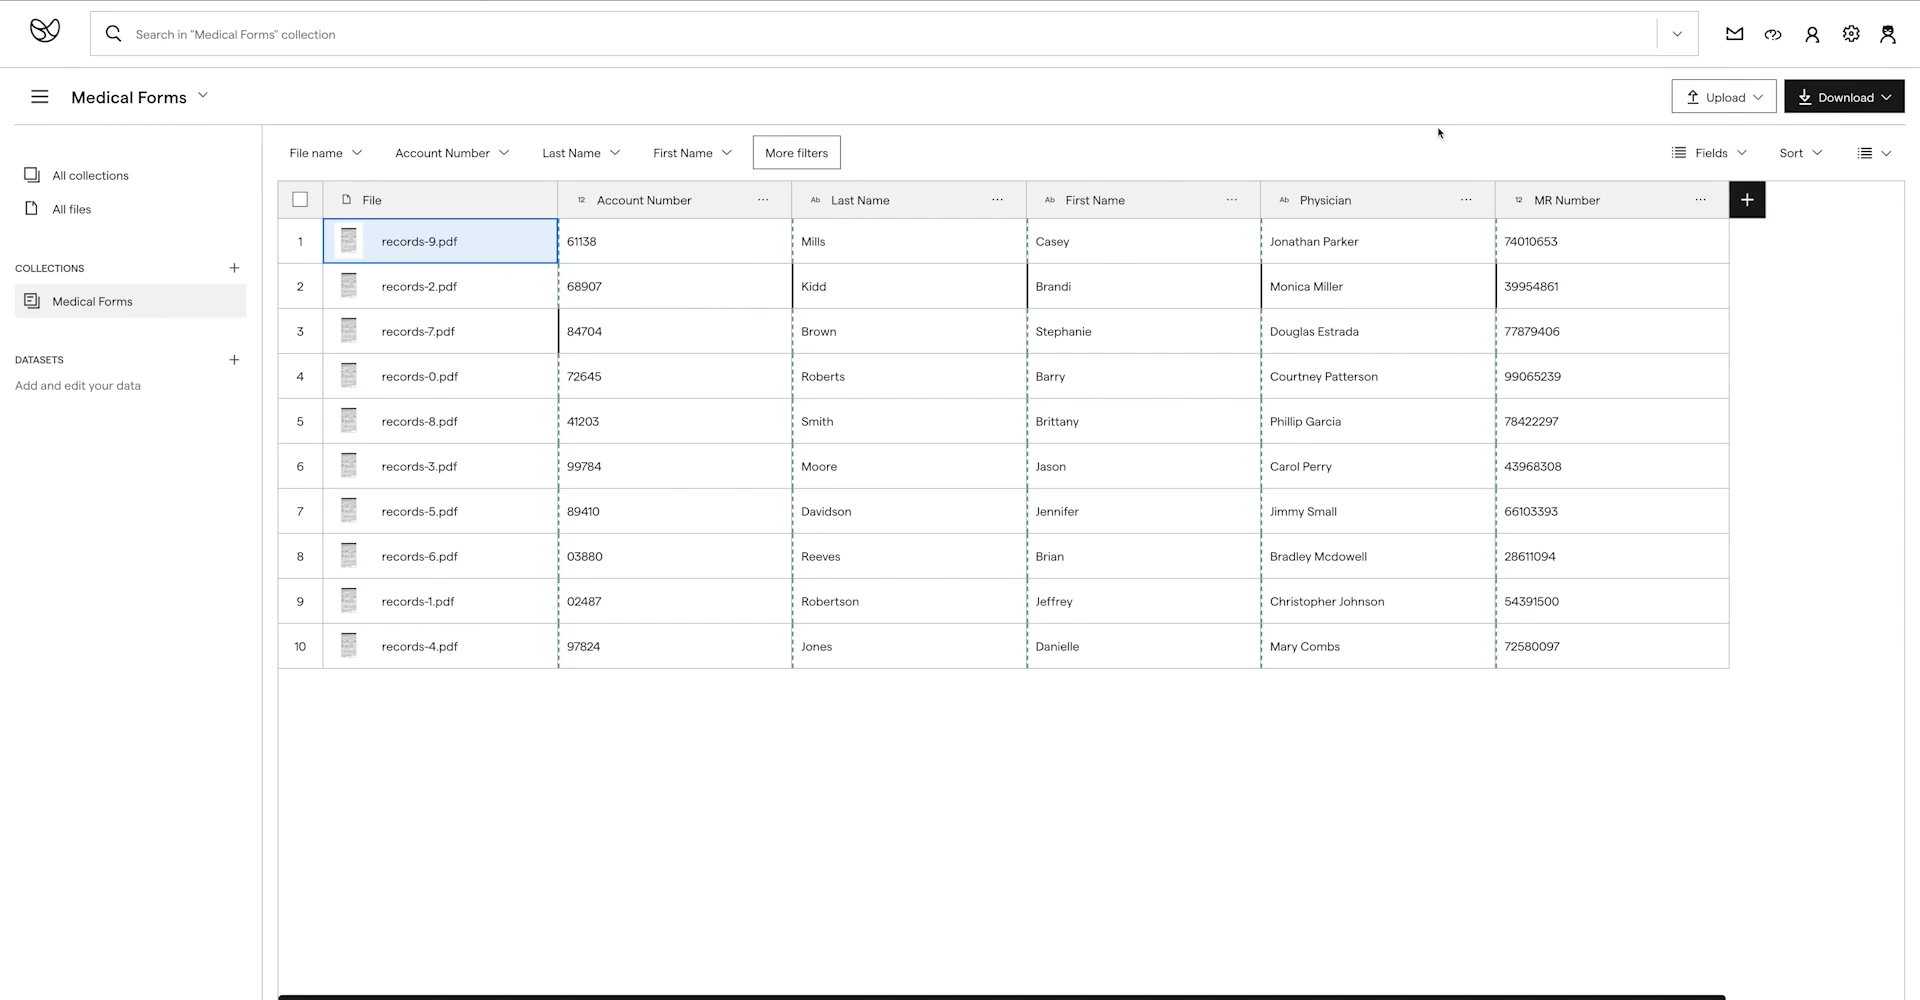 Search in "Medical Forms" collection
Medical Forms
Upload
Download
All collections
All files
COLLECTIONS
Medical Forms
DATASETS
Add and edit your data
File name Account Number Last Name First Name More filters Fields Sort
File 12 Account Number ... Ab Last Name ... Ab First Name ... Ab Physician ... 12 MR Number ...
1 records-9.pdf 61138 Mills Casey Jonathan Parker 74010653
2 records-2.pdf 68907 Kidd Brandi Monica Miller 39954861
3 records-7.pdf 84704 Brown Stephanie Douglas Estrada 77879406
4 records-0.pdf 72645 Roberts Barry Courtney Patterson 99065239
5 records-8.pdf 41203 Smith Brittany Phillip Garcia 78422297
6 records-3.pdf 99784 Moore Jason Carol Perry 43968308
7 records-5.pdf 89410 Davidson Jennifer Jimmy Small 66103393
8 records-6.pdf 03880 Reeves Brian Bradley Mcdowell 28611094
9 records-1.pdf 02487 Robertson Jeffrey Christopher Johnson 54391500
10 records-4.pdf 97824 Jones Danielle Mary Combs 72580097